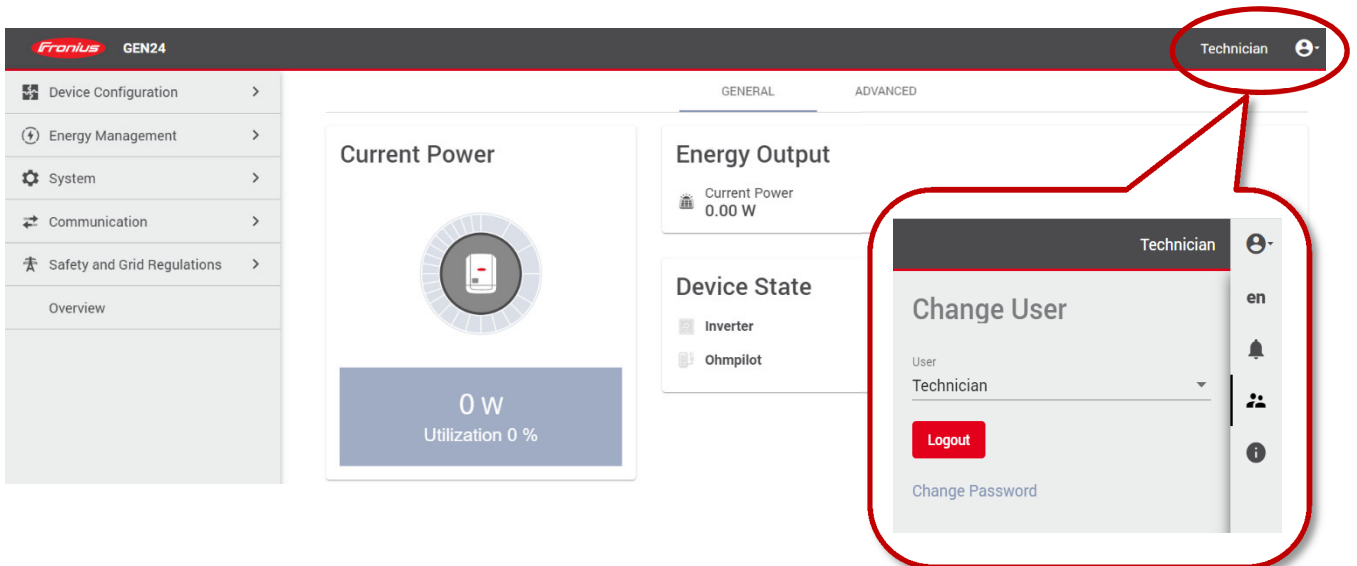 Fronius GEN24 Technician
Device Configuration
Energy Management
System
Communication
Safety and Grid Regulations
Overview
GENERAL ADVANCED
Current Power
0 W
Utilization 0 %
Energy Output
Current Power
0.00 W
Device State
Inverter
Ohmpilot
Technician
en
Change User
User
Technician
Logout
Change Password